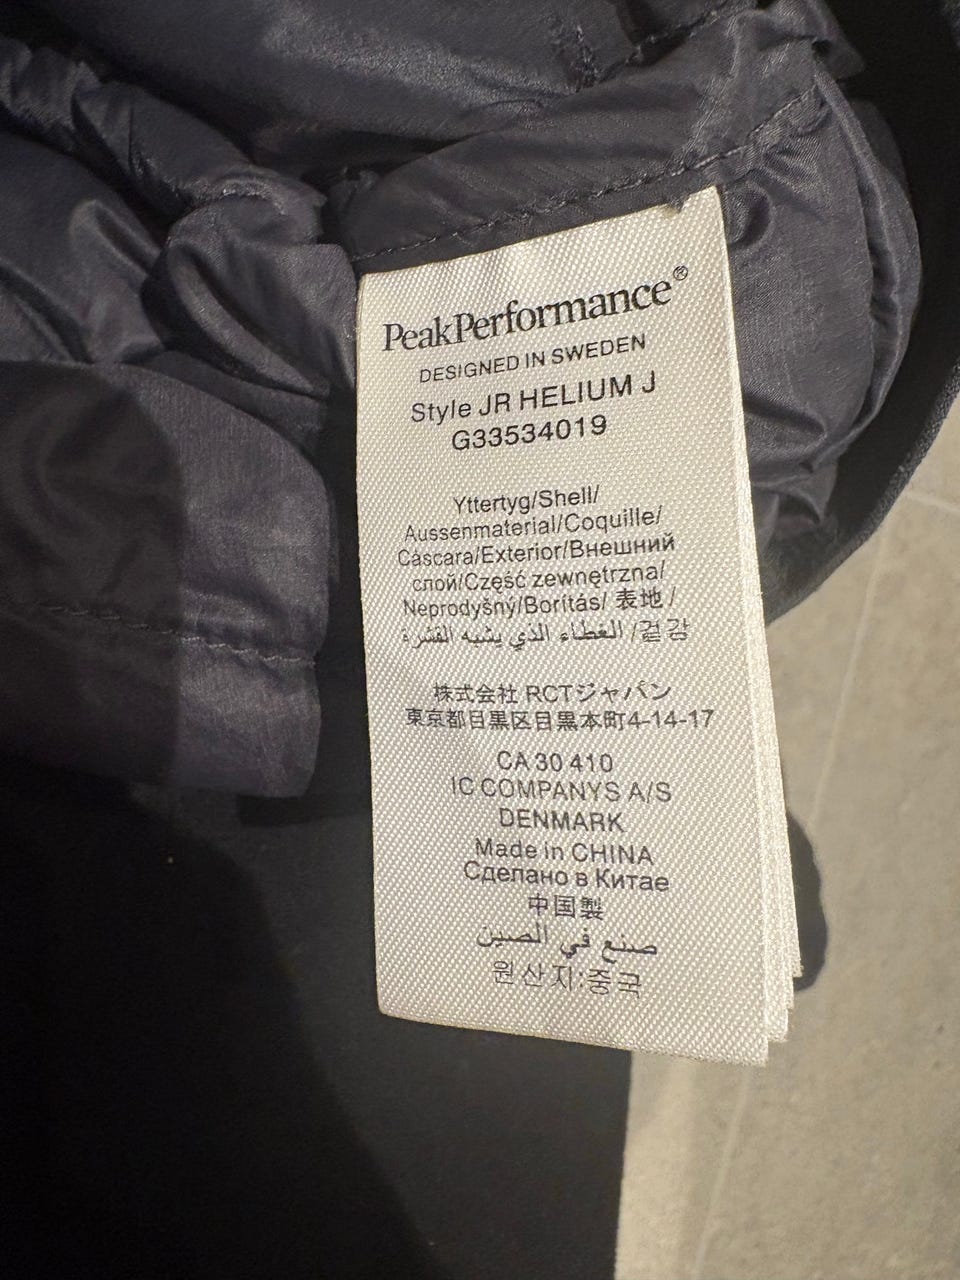 PeakPerformance®
DESIGNED IN SWEDEN
Style JR HELIUM J
G33534019
Yttertyg/Shell/
Aussenmaterial/Coquille/
Cáscara/Exterior/Внешний
слой/Część zewnętrzna/
Neprodyšný/Borítás/ 表地 /
겉감/ الغطاء الذي يشبه القشرة
株式会社 RCTジャパン
東京都目黒区目黒本町4-14-17
CA 30 410
IC COMPANYS A/S
DENMARK
Made in CHINA
Сделано в Китае
中国製
صنع في الصين
원산지:중국